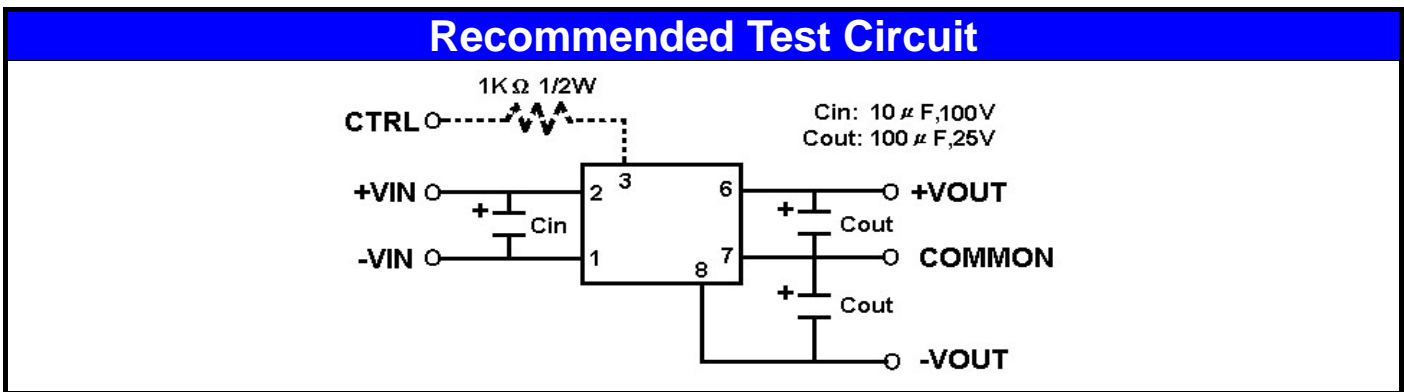 Recommended Test Circuit
1KΩ 1/2W
CTRL
Cin: 10μF,100V
Cout: 100μF,25V
3
+VIN
2
6
+VOUT
+
Cin
+
Cout
-VIN
1
7
COMMON
8
+
Cout
-VOUT